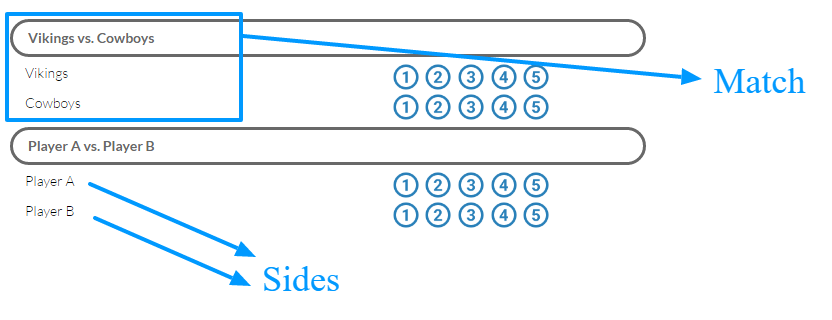 Vikings vs. Cowboys
Vikings 1 2 3 4 5
Match
Cowboys 1 2 3 4 5
Player A vs. Player B
Player A 1 2 3 4 5
Player B 1 2 3 4 5
Sides